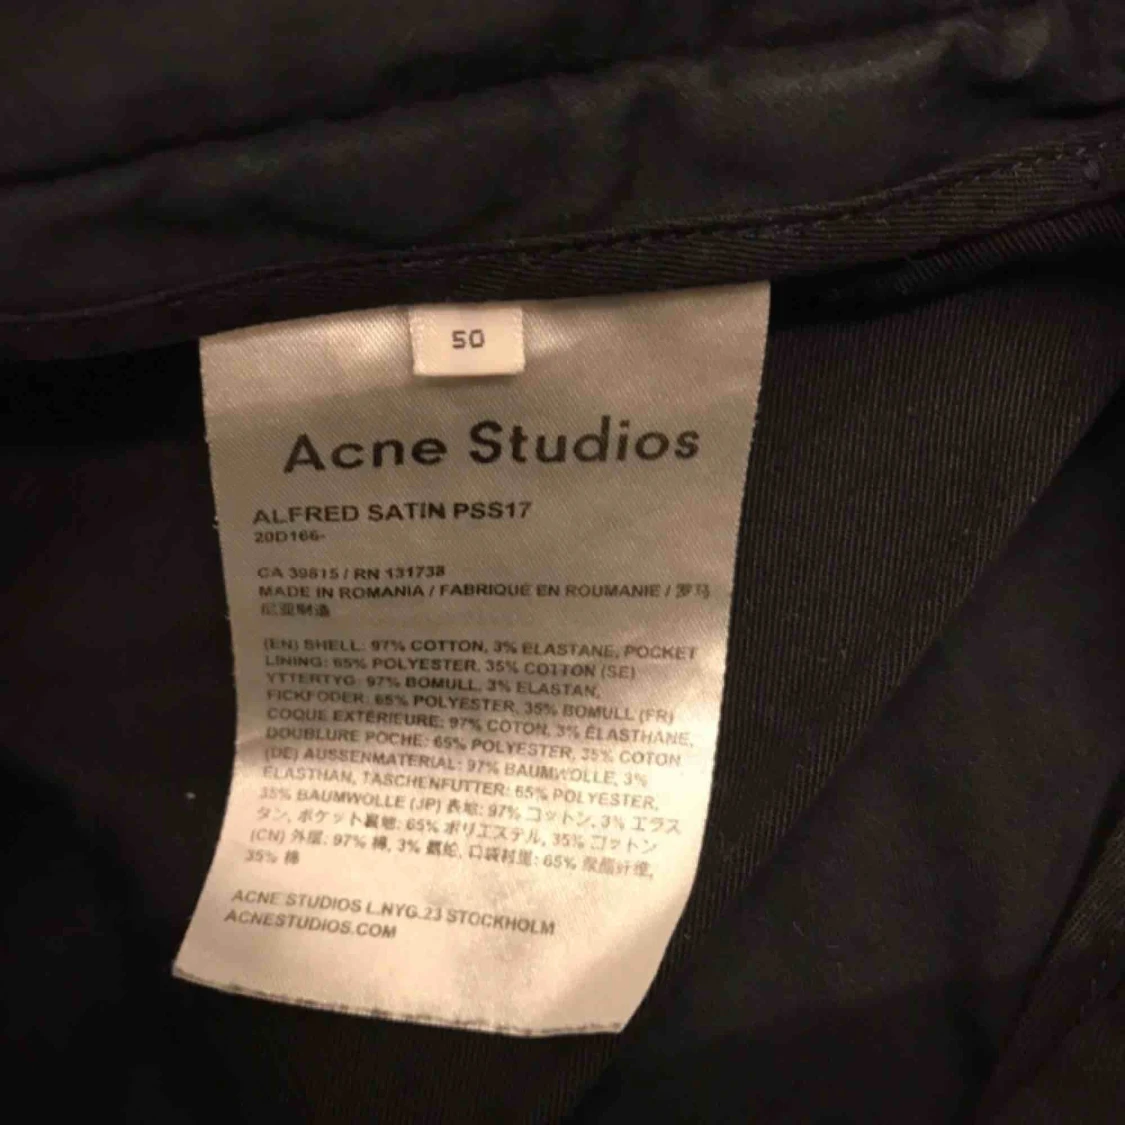 50
Acne Studios
ALFRED SATIN PSS17
20D166-
CA 39815 / RN 131738
MADE IN ROMANIA / FABRIQUE EN ROUMANIE / 罗马
尼亚制造
(EN) SHELL: 97% COTTON, 3% ELASTANE, POCKET
LINING: 65% POLYESTER, 35% COTTON (SE)
YTTERTYG: 97% BOMULL, 3% ELASTAN,
FICKFODER: 65% POLYESTER, 35% BOMULL (FR)
COQUE EXTÉRIEURE: 97% COTON, 3% ÉLASTHANE,
DOUBLURE POCHE: 65% POLYESTER, 35% COTON
(DE) AUSSENMATERIAL: 97% BAUMWOLLE, 3%
ELASTHAN, TASCHENFUTTER: 65% POLYESTER,
35% BAUMWOLLE (JP) 表地: 97% コットン, 3% エラス
タン, ポケット裏地: 65% ポリエステル, 35% コットン
(CN) 外层: 97% 棉, 3% 氨纶, 口袋衬里: 65% 聚酯纤维,
35% 棉
ACNE STUDIOS L.NYG.23 STOCKHOLM
ACNESTUDIOS.COM